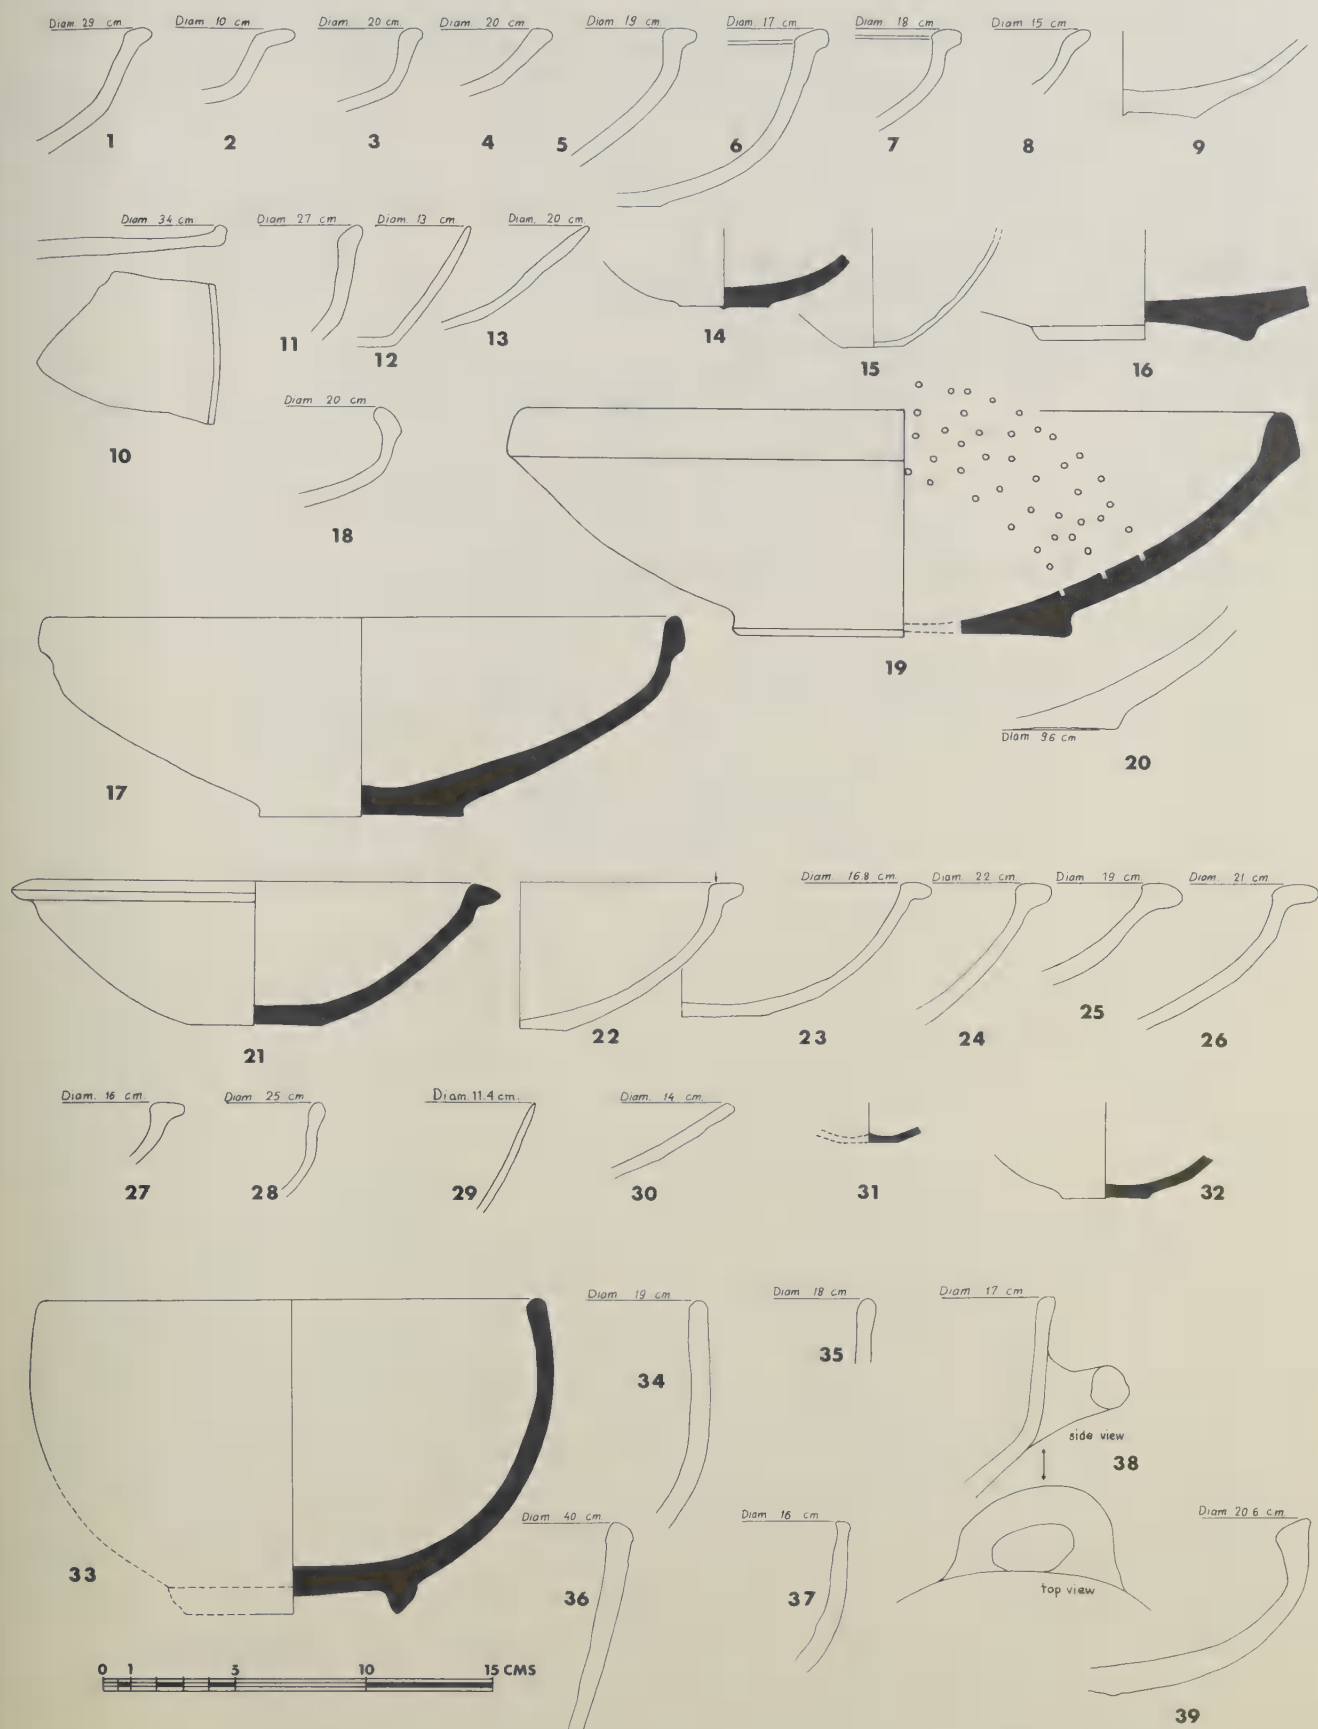 Diam 29 cm. Diam 10 cm. Diam. 20 cm. Diam. 20 cm Diam. 19 cm Diam. 17 cm. Diam. 18 cm Diam 15 cm
1 2 3 4 5 6 7 8 9
Diam. 34 cm Diam. 27 cm Diam. 13 cm. Diam. 20 cm.
10 11 12 13 14 15 16
Diam 20 cm
18
19
Diam 9.6 cm
20
17
Diam. 16.8 cm. Diam. 22 cm. Diam 19 cm. Diam. 21 cm.
21 22 23 24 25 26
Diam. 16 cm. Diam 25 cm Diam. 11.4 cm. Diam. 14 cm.
27 28 29 30 31 32
Diam 19 cm Diam 18 cm Diam 17 cm
34 35
side view
38
Diam 40 cm. Diam 16 cm Diam 20 6 cm
33 36 37
top view
0 1 5 10 15 CMS
39